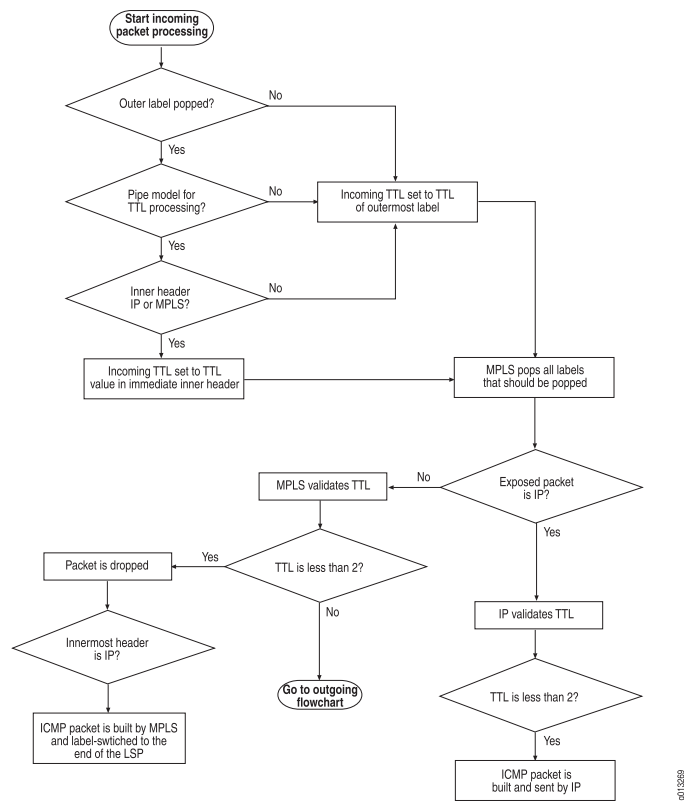 Start incoming
packet processing
Outer label popped?
No
Yes
Pipe model for
TTL processing?
No
Incoming TTL set to TTL
of outermost label
Yes
Inner header
IP or MPLS?
No
Yes
Incoming TTL set to TTL
value in immediate inner header
MPLS pops all labels
that should be popped
Exposed packet
is IP?
No
MPLS validates TTL
Yes
TTL is less than 2?
Yes
Packet is dropped
No
IP validates TTL
Innermost header
is IP?
Go to outgoing
flowchart
TTL is less than 2?
ICMP packet is built by MPLS
and label-swtiched to the
end of the LSP
Yes
ICMP packet is
built and sent by IP
g013269